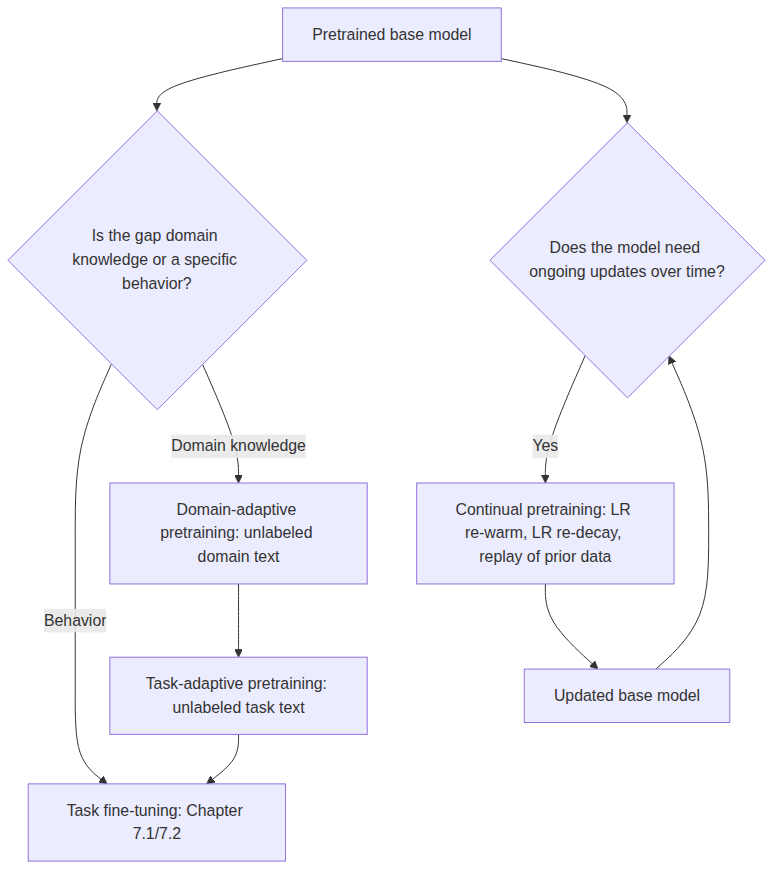 Pretrained base model
Is the gap domain
knowledge or a specific
behavior?
Does the model need
ongoing updates over time?
Domain knowledge
Yes
Domain-adaptive
pretraining: unlabeled
domain text
Continual pretraining: LR
re-warm, LR re-decay,
replay of prior data
Behavior
Task-adaptive pretraining:
unlabeled task text
Updated base model
Task fine-tuning: Chapter
7.1/7.2